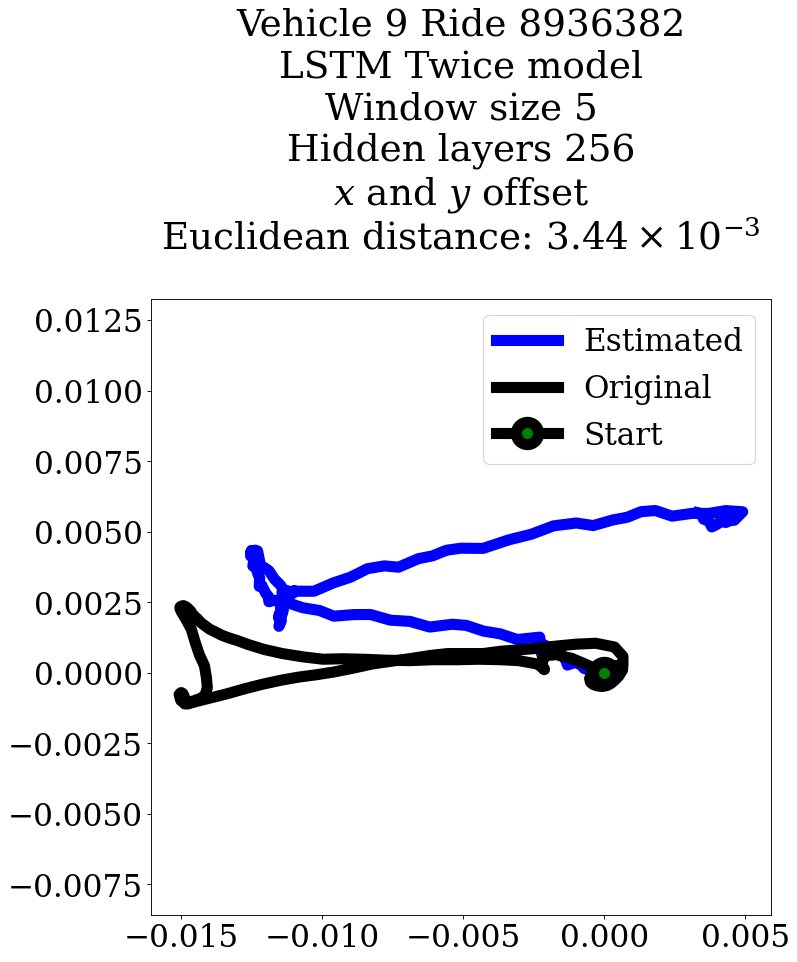 Vehicle 9 Ride 8936382
LSTM Twice model
Window size 5
Hidden layers 256
x and y offset
Euclidean distance: 3.44 × 10⁻³
Estimated
Original
Start
0.0125
0.0100
0.0075
0.0050
0.0025
0.0000
−0.0025
−0.0050
−0.0075
−0.015 −0.010 −0.005 0.000 0.005